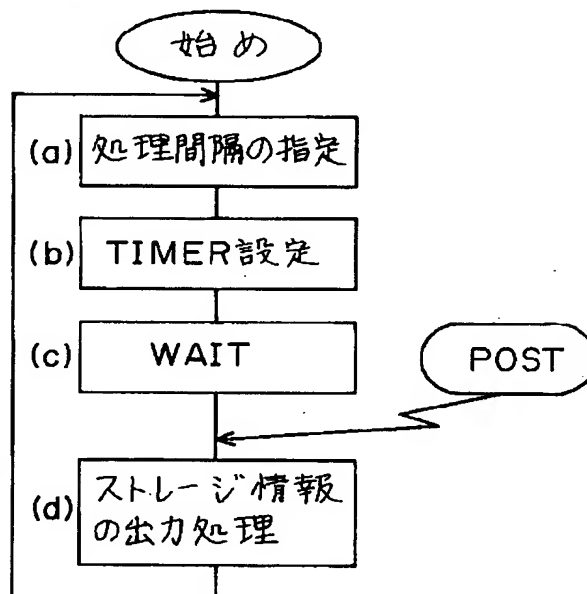 始め
(a) 処理間隔の指定
(b) TIMER設定
(c) WAIT
POST
(d) ストレージ情報
の出力処理